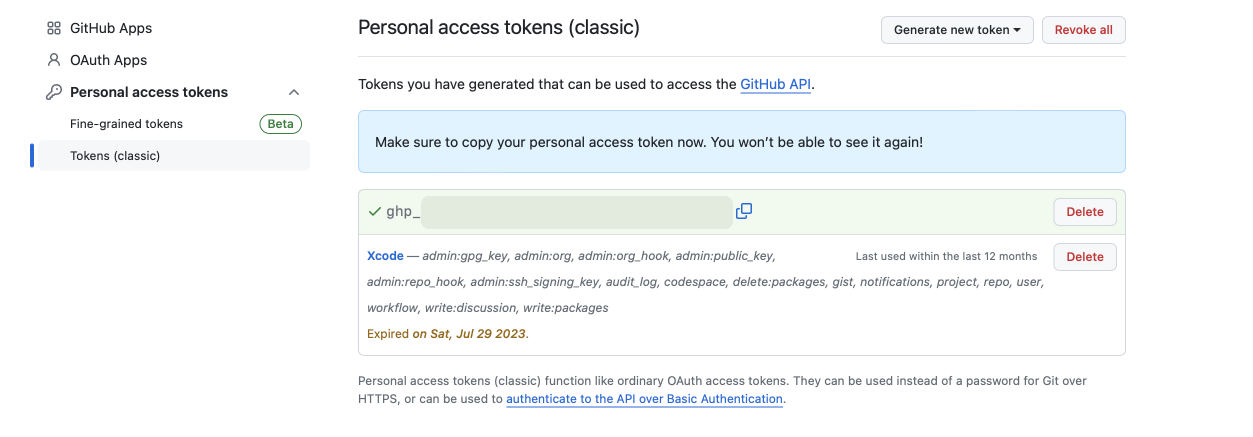 GitHub Apps
OAuth Apps
Personal access tokens
Fine-grained tokens Beta
Tokens (classic)
Personal access tokens (classic)
Generate new token
Revoke all
Tokens you have generated that can be used to access the GitHub API.
Make sure to copy your personal access token now. You won’t be able to see it again!
ghp_
Delete
Xcode — admin:gpg_key, admin:org, admin:org_hook, admin:public_key,
admin:repo_hook, admin:ssh_signing_key, audit_log, codespace, delete:packages, gist, notifications, project, repo, user,
workflow, write:discussion, write:packages
Last used within the last 12 months
Delete
Expired on Sat, Jul 29 2023.
Personal access tokens (classic) function like ordinary OAuth access tokens. They can be used instead of a password for Git over
HTTPS, or can be used to authenticate to the API over Basic Authentication.